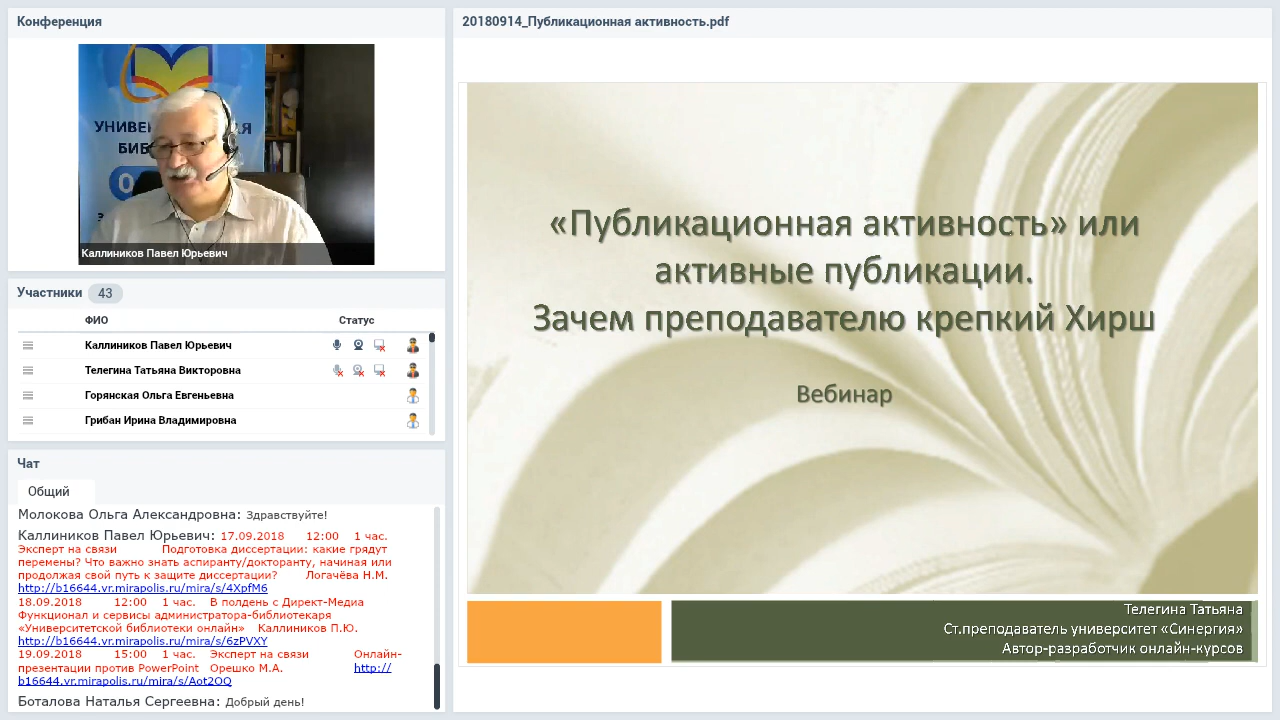 Конференция
УНИВЕ
АЯ
БИБ
Каллиников Павел Юрьевич
Участники 43
ФИО Статус
Каллиников Павел Юрьевич
Телегина Татьяна Викторовна
Горянская Ольга Евгеньевна
Грибан Ирина Владимировна
Чат
Общий
Молокова Ольга Александровна: Здравствуйте!
Каллиников Павел Юрьевич: 17.09.2018 12:00 1 час.
Эксперт на связи Подготовка диссертации: какие грядут
перемены? Что важно знать аспиранту/докторанту, начиная или
продолжая свой путь к защите диссертации? Логачёва Н.М.
http://b16644.vr.mirapolis.ru/mira/s/4XpfM6
18.09.2018 12:00 1 час. В полдень с Директ-Медиа
Функционал и сервисы администратора-библиотекаря
«Университетской библиотеки онлайн» Каллиников П.Ю.
http://b16644.vr.mirapolis.ru/mira/s/6zPVXY
19.09.2018 15:00 1 час. Эксперт на связи Онлайн-
презентации против PowerPoint Орешко М.А. http://
b16644.vr.mirapolis.ru/mira/s/Aot2OQ
Боталова Наталья Сергеевна: Добрый день!
20180914_Публикационная активность.pdf
«Публикационная активность» или
активные публикации.
Зачем преподавателю крепкий Хирш
Вебинар
Телегина Татьяна
Ст.преподаватель университет «Синергия»
Автор-разработчик онлайн-курсов